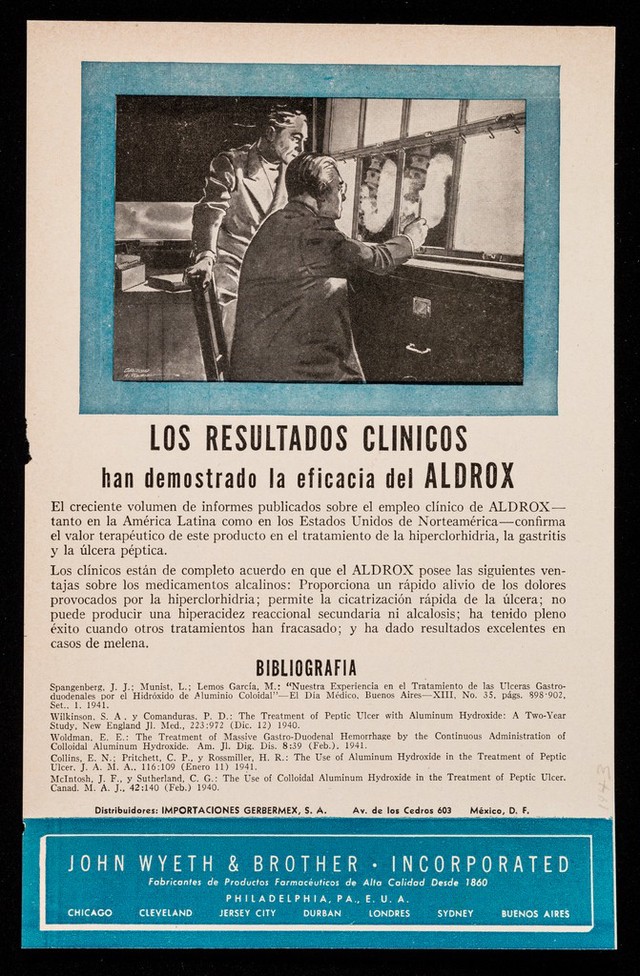 LOS RESULTADOS CLINICOS
han demostrado la eficacia del ALDROX
El creciente volumen de informes publicados sobre el empleo clínico de ALDROX—
tanto en la América Latina como en los Estados Unidos de Norteamérica—confirma
el valor terapéutico de este producto en el tratamiento de la hiperclorhidria, la gastritis
y la úlcera péptica.
Los clínicos están de completo acuerdo en que el ALDROX posee las siguientes ven-
tajas sobre los medicamentos alcalinos: Proporciona un rápido alivio de los dolores
provocados por la hiperclorhidria; permite la cicatrización rápida de la úlcera; no
puede producir una hiperacidez reaccional secundaria ni alcalosis; ha tenido pleno
éxito cuando otros tratamientos han fracasado; y ha dado resultados excelentes en
casos de melena.
BIBLIOGRAFIA
Spangenberg, J. J.; Munist, L.; Lemos García, M.: "Nuestra Experiencia en el Tratamiento de las Ulceras Gastro-
duodenales por el Hidróxido de Aluminio Coloidal"—El Día Médico, Buenos Aires—XIII, No. 35, págs. 898-902,
Set., 1, 1941.
Wilkinson, S. A., y Comanduras, P. D.: The Treatment of Peptic Ulcer with Aluminum Hydroxide: A Two-Year
Study, New England Jl. Med., 223:972 (Dic. 12) 1940.
Woldman, E. E.: The Treatment of Massive Gastro-Duodenal Hemorrhage by the Continuous Administration of
Colloidal Aluminum Hydroxide. Am. Jl. Dig. Dis. 8:39 (Feb.), 1941.
Collins, E. N.; Pritchett, C. P., y Rossmiller, H. R.: The Use of Aluminum Hydroxide in the Treatment of Peptic
Ulcer. J. A. M. A., 116:109 (Enero 11) 1941.
McIntosh, J. F., y Sutherland, C. G.: The Use of Colloidal Aluminum Hydroxide in the Treatment of Peptic Ulcer.
Canad. M. A. J., 42:140 (Feb.) 1940.
Distribuidores: IMPORTACIONES GERBERMEX, S. A. Av. de los Cedros 603 México, D. F.
JOHN WYETH & BROTHER · INCORPORATED
Fabricantes de Productos Farmacéuticos de Alta Calidad Desde 1860
PHILADELPHIA, PA., E. U. A.
CHICAGO CLEVELAND JERSEY CITY DURBAN LONDRES SYDNEY BUENOS AIRES